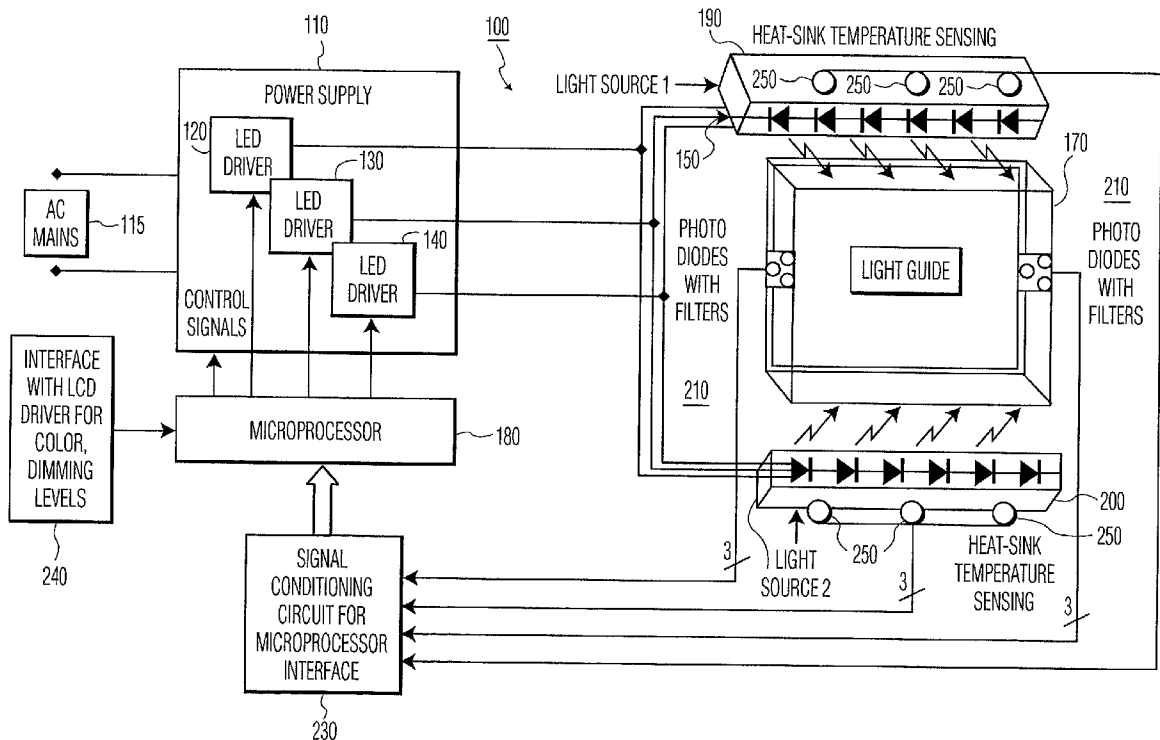 110
100
190
HEAT-SINK TEMPERATURE SENSING
POWER SUPPLY
LIGHT SOURCE 1
250
250
250
120
LED
DRIVER
130
LED
DRIVER
140
LED
DRIVER
150
170
210
AC
MAINS
115
PHOTO
DIODES
WITH
FILTERS
LIGHT GUIDE
PHOTO
DIODES
WITH
FILTERS
CONTROL
SIGNALS
INTERFACE
WITH LCD
DRIVER FOR
COLOR,
DIMMING
LEVELS
240
MICROPROCESSOR
180
210
200
250
250
LIGHT
SOURCE 2
HEAT-SINK
TEMPERATURE
SENSING
3
3
3
SIGNAL
CONDITIONING
CIRCUIT FOR
MICROPROCESSOR
INTERFACE
230